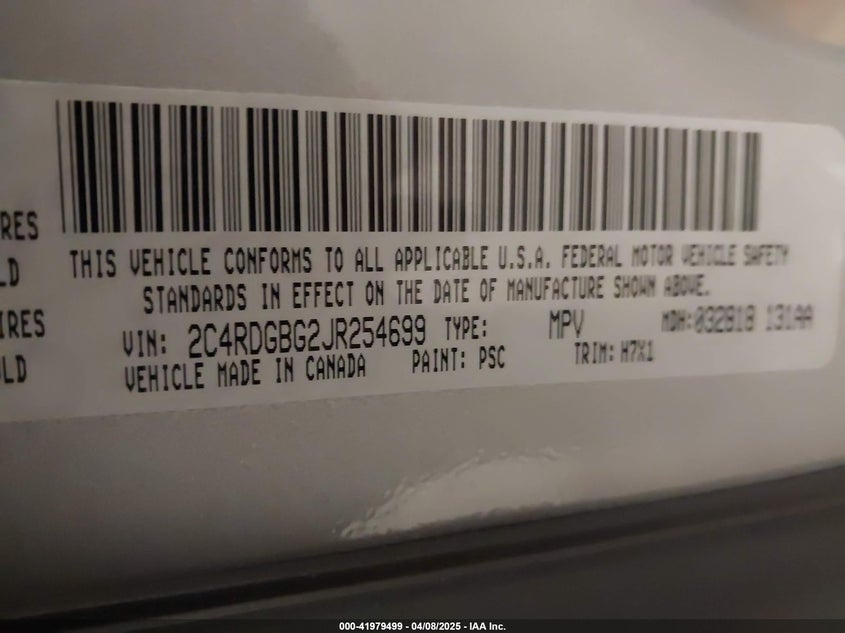 RES
LD
IRES
ULD
THIS VEHICLE CONFORMS TO ALL APPLICABLE U.S.A. FEDERAL MOTOR VEHICLE SAFETY
STANDARDS IN EFFECT ON THE DATE OF MANUFACTURE SHOWN ABOVE.
VIN: 2C4RDGBG2JR254699 TYPE: MPV MDH:032818 131AA
VEHICLE MADE IN CANADA PAINT: PSC TRIM: H7X1
000-41979499 - 04/08/2025 - IAA Inc.